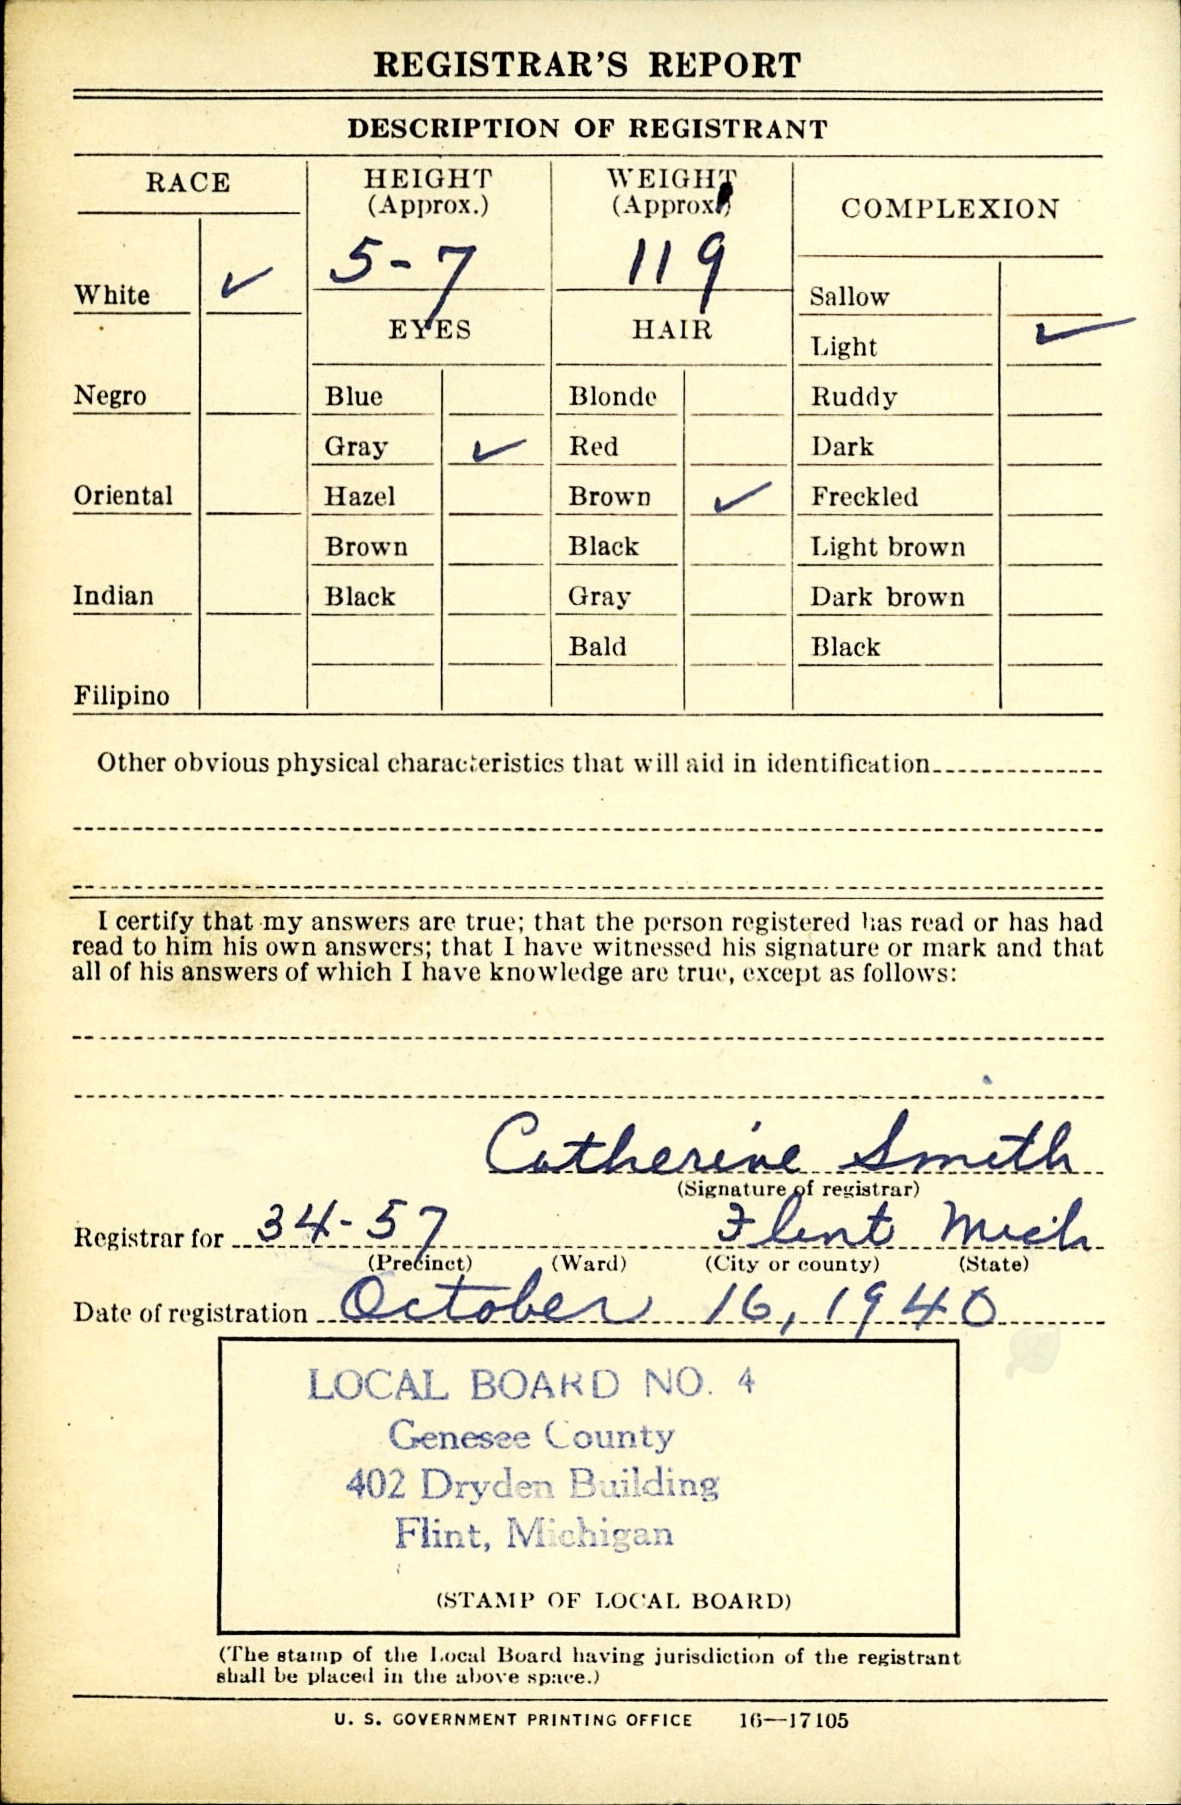 REGISTRAR'S REPORT
DESCRIPTION OF REGISTRANT
RACE
HEIGHT
(Approx.)
WEIGHT
(Approx.)
COMPLEXION
White ✓
5-7
119
Sallow
EYES
HAIR
Light ✓
Negro
Blue
Blonde
Ruddy
Gray ✓
Red
Dark
Oriental
Hazel
Brown ✓
Freckled
Brown
Black
Light brown
Indian
Black
Gray
Dark brown
Bald
Black
Filipino
Other obvious physical characteristics that will aid in identification
I certify that my answers are true; that the person registered has read or has had
read to him his own answers; that I have witnessed his signature or mark and that
all of his answers of which I have knowledge are true, except as follows:
Catherine Smith
(Signature of registrar)
Registrar for 34-57 Flint Mich
(Precinct) (Ward) (City or county) (State)
Date of registration October 16, 1940
LOCAL BOARD NO. 4
Genesee County
402 Dryden Building
Flint, Michigan
(STAMP OF LOCAL BOARD)
(The stamp of the Local Board having jurisdiction of the registrant
shall be placed in the above space.)
U. S. GOVERNMENT PRINTING OFFICE 16—17105